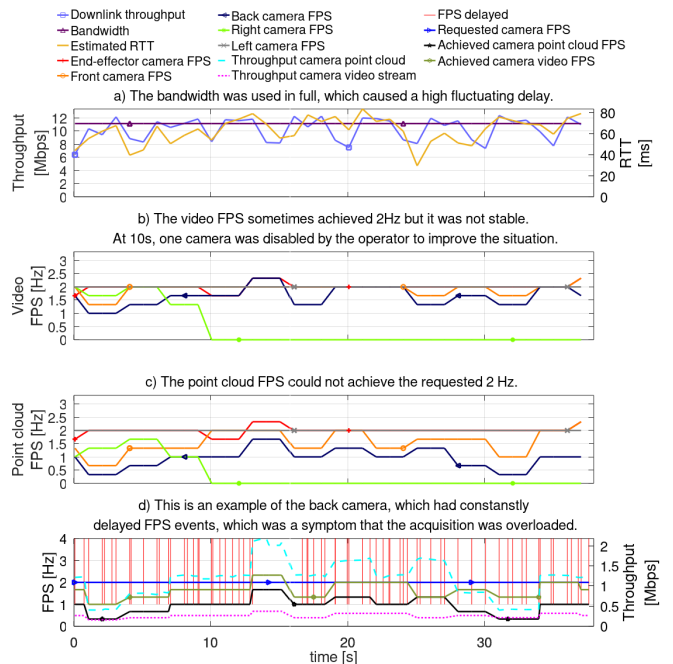 Downlink throughput
Bandwidth
Estimated RTT
End-effector camera FPS
Front camera FPS
Back camera FPS
Right camera FPS
Left camera FPS
Throughput camera point cloud
Throughput camera video stream
FPS delayed
Requested camera FPS
Achieved camera point cloud FPS
Achieved camera video FPS
a) The bandwidth was used in full, which caused a high fluctuating delay.
Throughput
[Mbps]
12
10
8
6
4
2
0
80
60
40
20
0
RTT
[ms]
b) The video FPS sometimes achieved 2Hz but it was not stable.
At 10s, one camera was disabled by the operator to improve the situation.
Video
FPS [Hz]
3
2.5
2
1.5
1
0.5
0
c) The point cloud FPS could not achieve the requested 2 Hz.
Point cloud
FPS [Hz]
3
2.5
2
1.5
1
0.5
0
d) This is an example of the back camera, which had constanstly
delayed FPS events, which was a symptom that the acquisition was overloaded.
FPS [Hz]
4
3
2
1
0
2
1.5
1
0.5
0
Throughput
[Mbps]
0 10 20 30
time [s]